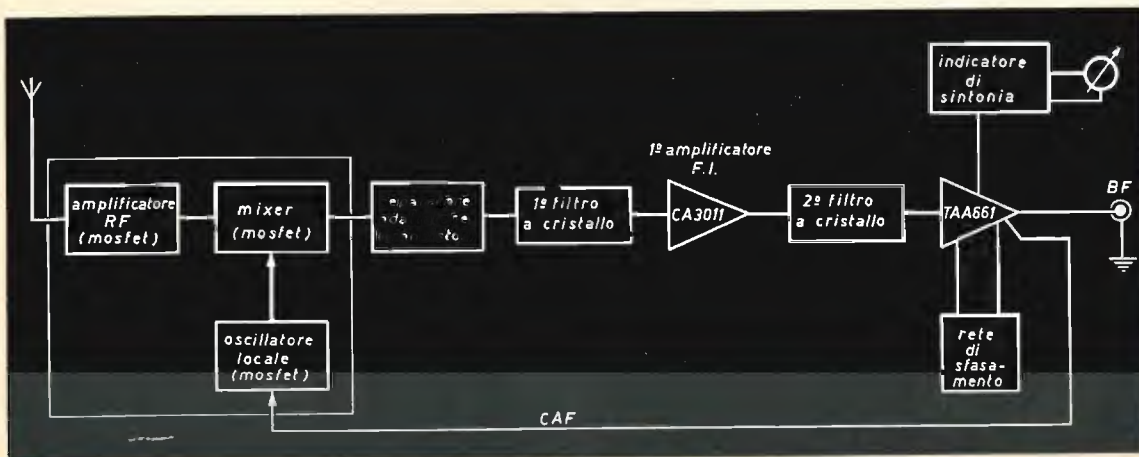 indicatore
di
sintonia
1º amplificatore
F.I.
BF
amplificatore
RF
(mosfet)
mixer
(mosfet)
1º filtro
a cristallo
CA3011
2º filtro
a cristallo
TAA661
oscillatore
locale
(mosfet)
rete
di
sfasa-
mento
CAF